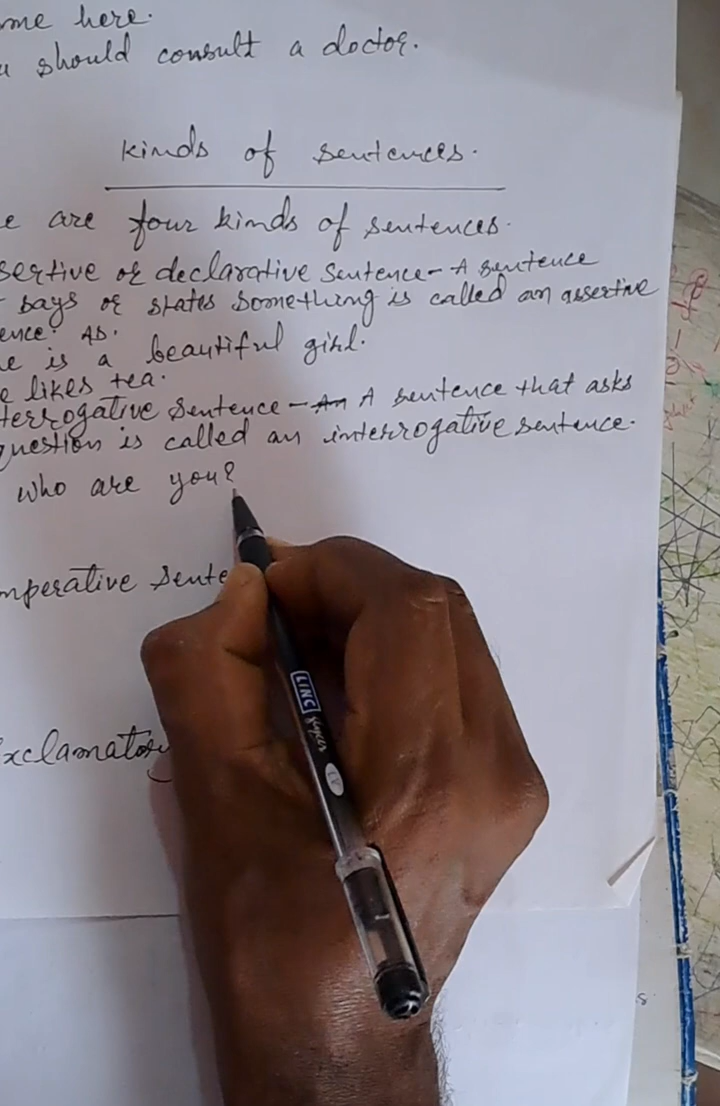 me here.
u should consult a doctor.
Kinds of sentences.
e are four kinds of sentences.
sertive or declarative sentence - A sentence
t says or states something is called an assertive
ence. As.
e is a beautiful girl.
e likes tea.
terrogative sentence - An A sentence that asks
question is called an interrogative sentence.
who are you?
mperative Sente
xclamatory
LINC